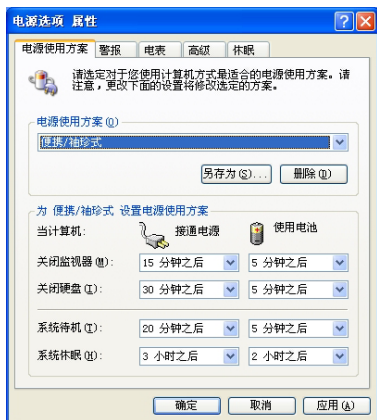 电源选项 属性
电源使用方案 警报 电表 高级 休眠
请选定对于您使用计算机方式最适合的电源使用方案。请
注意，更改下面的设置将修改选定的方案。
电源使用方案(O)
便携/袖珍式
另存为(S)... 删除(D)
为 便携/袖珍式 设置电源使用方案
当计算机: 接通电源 使用电池
关闭监视器(M): 15 分钟之后 5 分钟之后
关闭硬盘(I): 30 分钟之后 5 分钟之后
系统待机(T): 20 分钟之后 5 分钟之后
系统休眠(H): 3 小时之后 2 小时之后
确定 取消 应用(A)